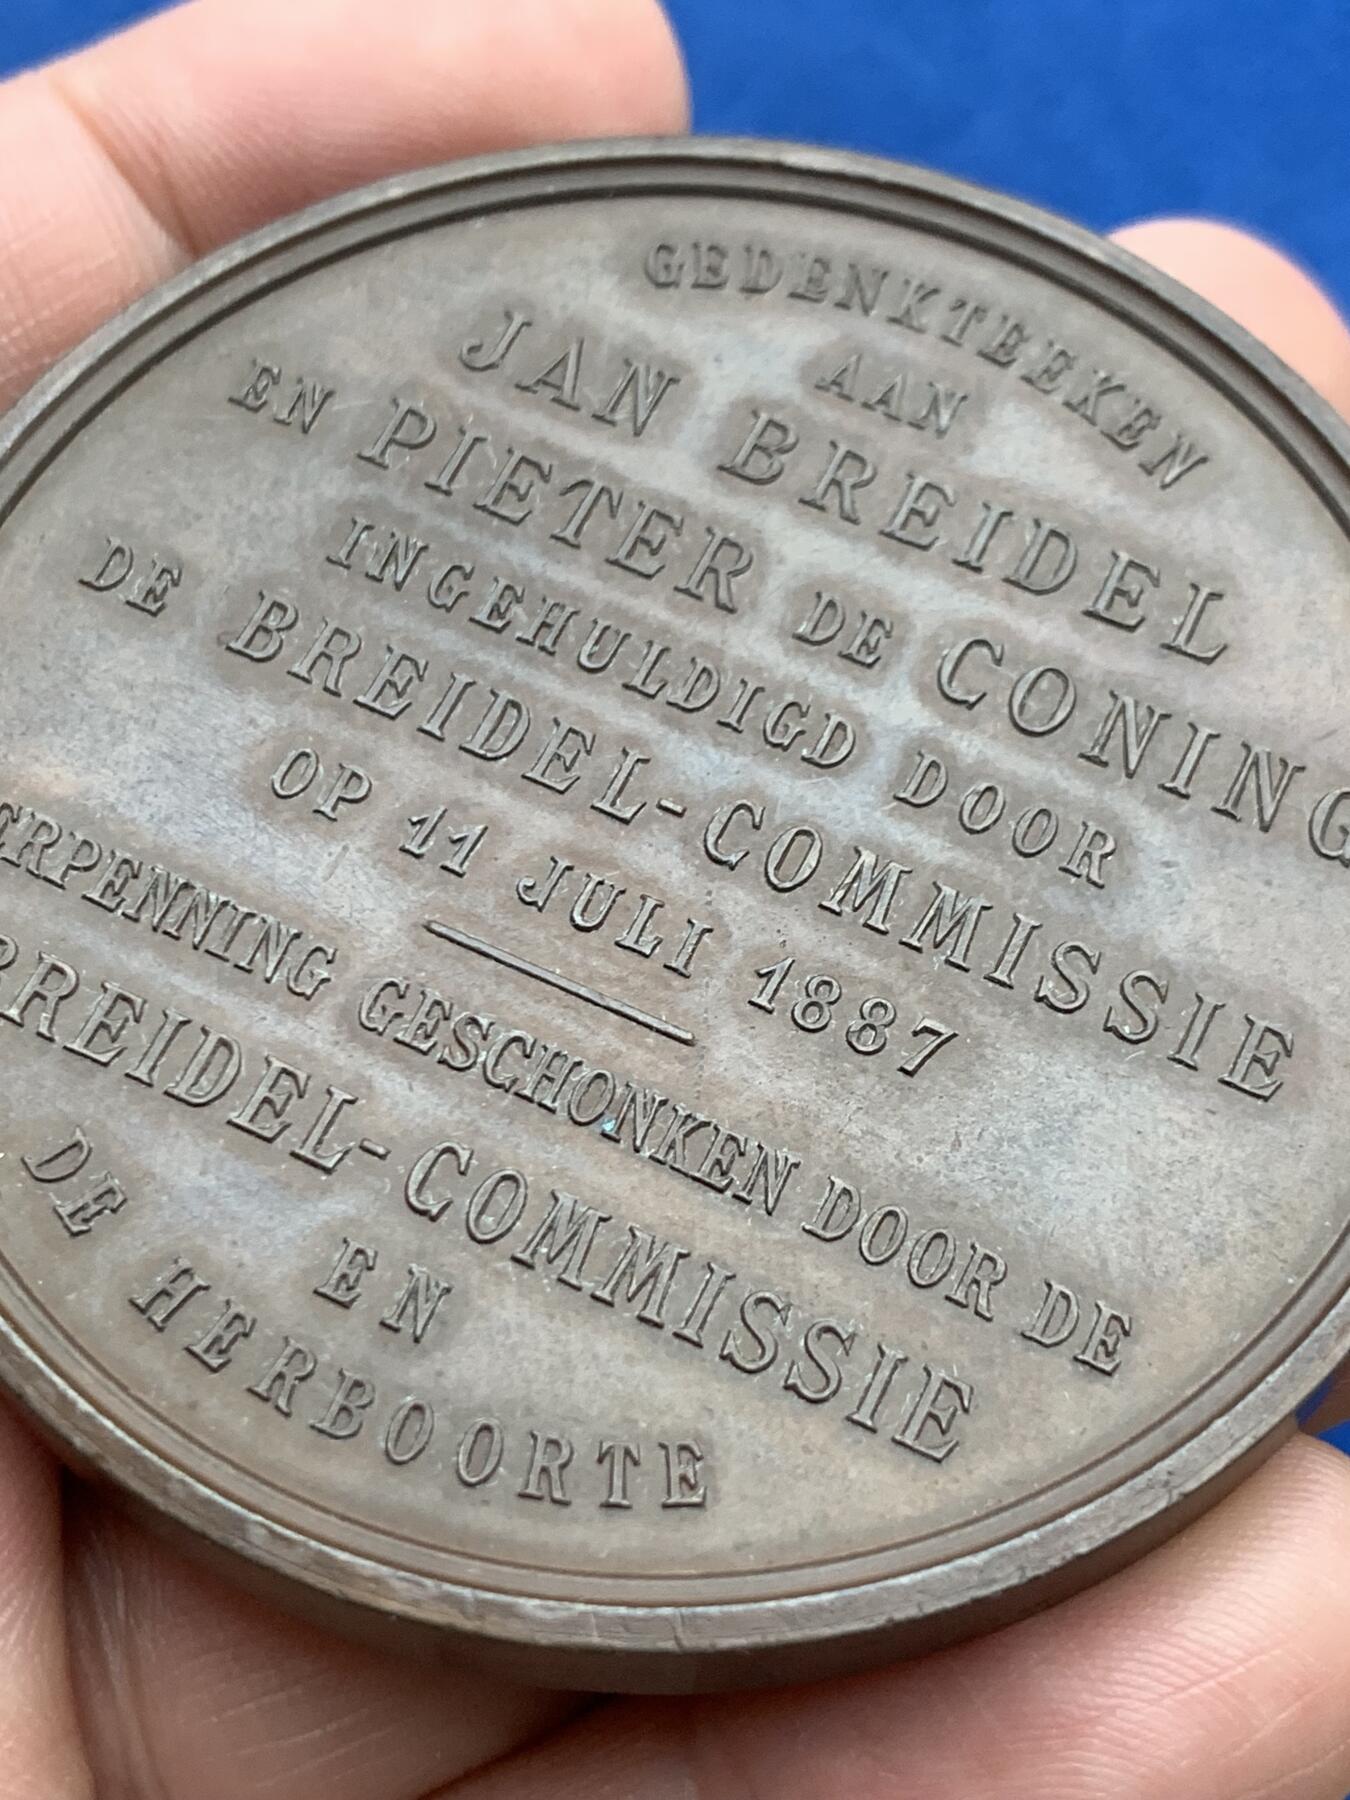 GEDENKTEEKEN
AAN
JAN BREIDEL
EN PIETER DE CONING
INGEHULDIGD DOOR
DE BREIDEL-COMMISSIE
OP 11 JULI 1887
ERPENNING GESCHONKEN DOOR DE
BREIDEL-COMMISSIE
EN
DE HERBOORTE